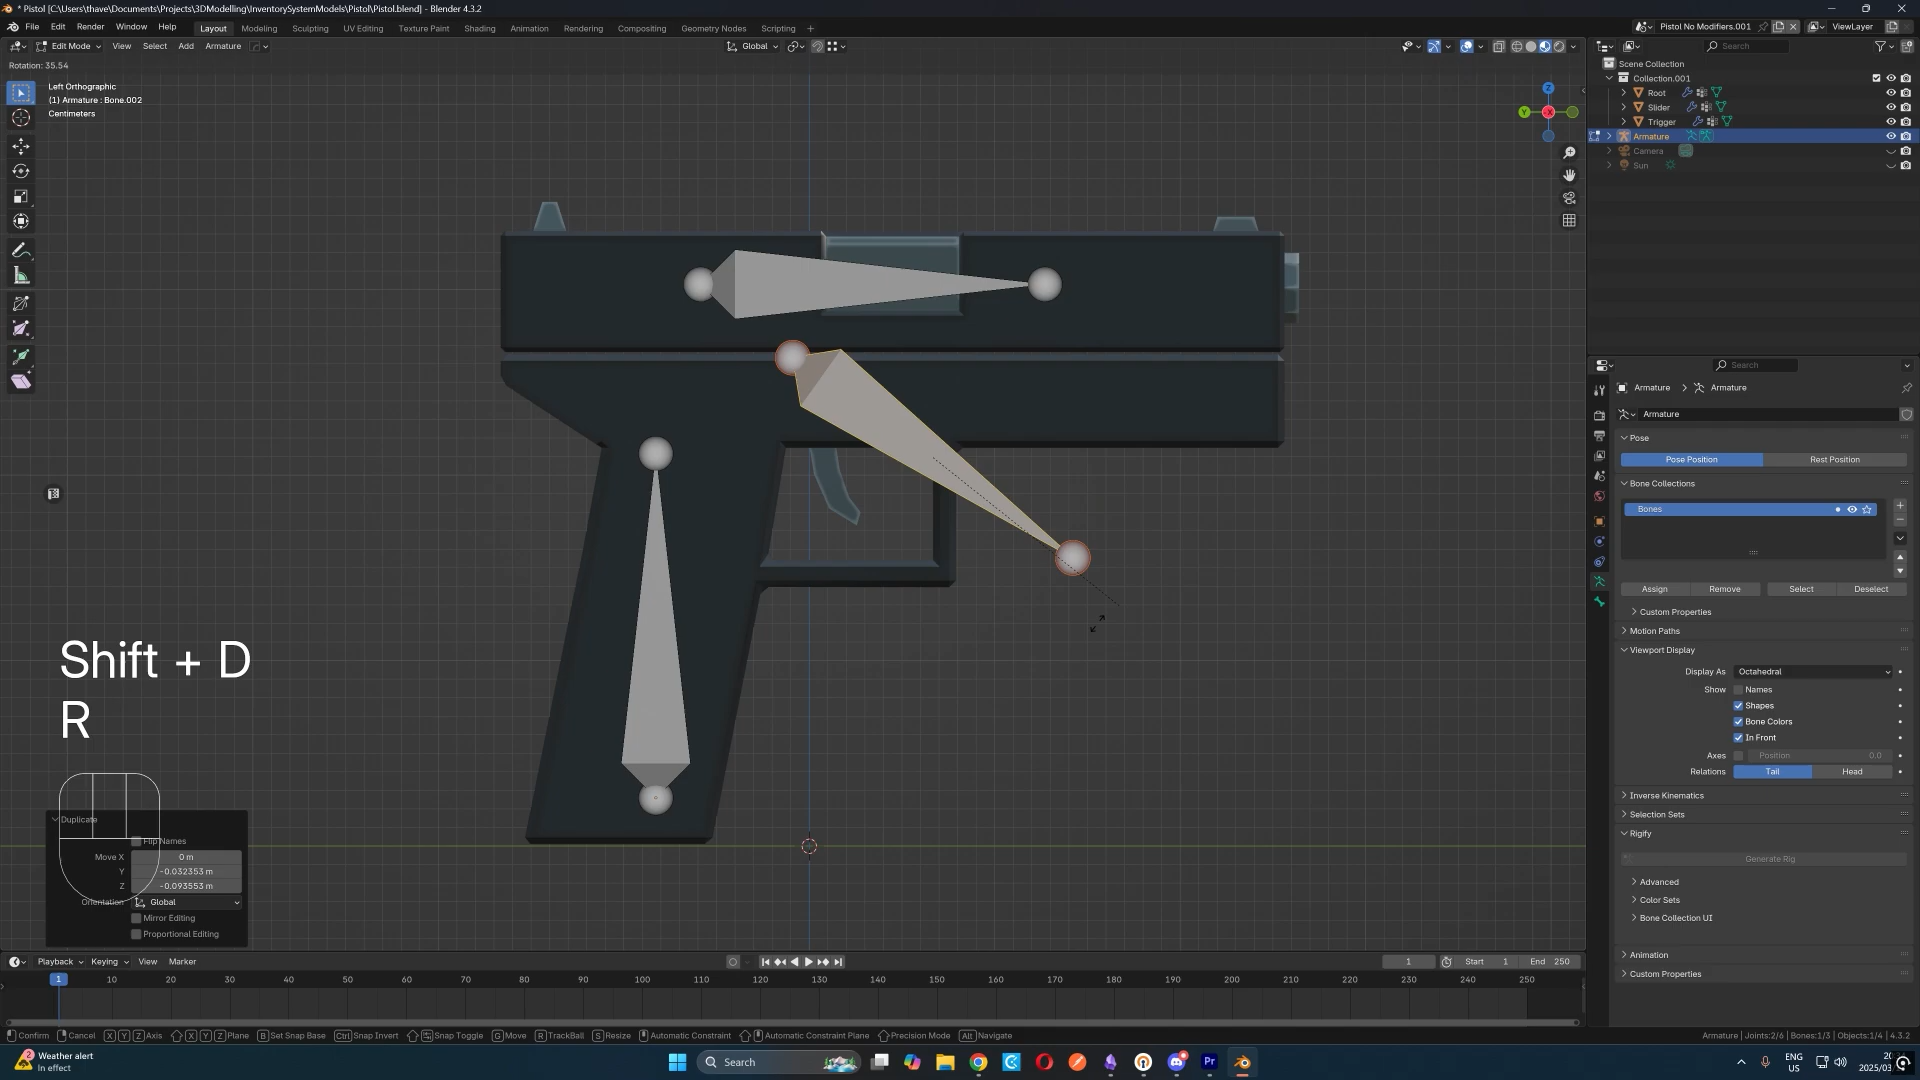 * Pistol [C:\Users\thave\Documents\Projects\3DModelling\InventorySystemModels\Pistol\Pistol.blend] - Blender 4.3.2
File Edit Render Window Help Layout Modeling Sculpting UV Editing Texture Paint Shading Animation Rendering Compositing Geometry Nodes Scripting + Pistol No Modifiers.001 ViewLayer
Edit Mode View Select Add Armature Global Search
Rotation: 35.54
Left Orthographic
(1) Armature : Bone.002
Centimeters
Scene Collection
Collection.001
Root
Slider
Trigger
Armature
Camera
Sun
Z
Y
X
Search
Armature > Armature
Armature
Pose
Pose Position Rest Position
Bone Collections
Bones
Assign Remove Select Deselect
Custom Properties
Motion Paths
Viewport Display
Display As Octahedral
Show Names
Shapes
Bone Colors
In Front
Axes Position 0.0
Relations Tail Head
Inverse Kinematics
Selection Sets
Rigify
Generate Rig
Advanced
Color Sets
Bone Collection UI
Animation
Custom Properties
Shift + D
R
Duplicate
Flip Names
Move X 0 m
Y -0.032353 m
Z -0.093553 m
Orientation Global
Mirror Editing
Proportional Editing
Playback Keying View Marker 1 Start 1 End 250
1 10 20 30 40 50 60 70 80 90 100 110 120 130 140 150 160 170 180 190 200 210 220 230 240 250
Confirm Cancel X Y Z Axis X Y Z Plane B Set Snap Base Ctrl Snap Invert Snap Toggle G Move R TrackBall S Resize Automatic Constraint Automatic Constraint Plane Precision Mode Alt Navigate Armature | Joints:2/6 | Bones:1/3 | Objects:1/4 | 4.3.2
2 Weather alert
In effect
Search
Pr
ENG
US